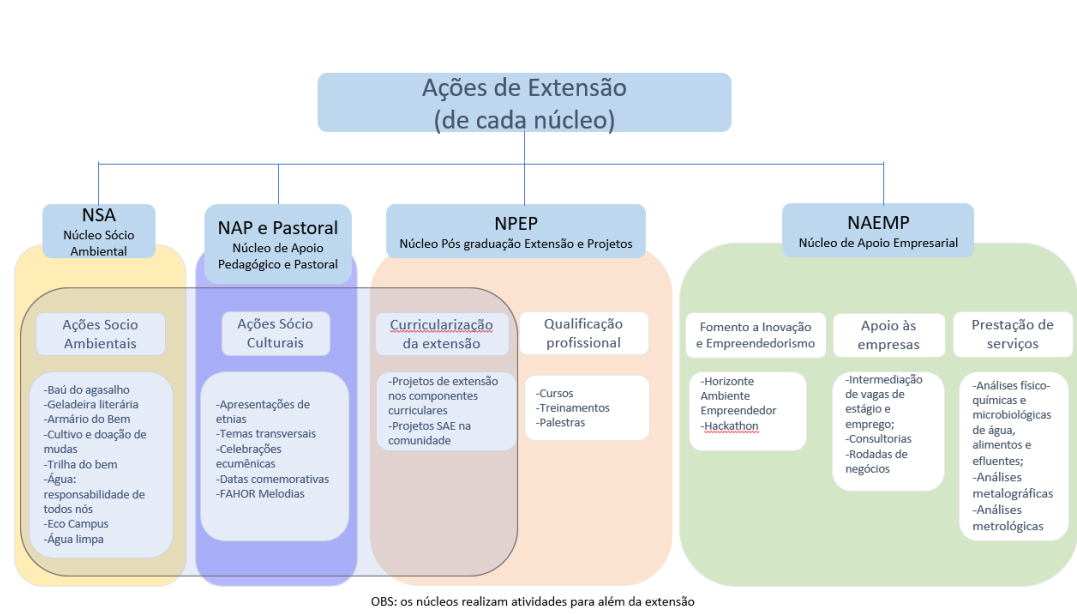 Ações de Extensão
(de cada núcleo)
NSA
Núcleo Sócio
Ambiental
NAP e Pastoral
Núcleo de Apoio
Pedagógico e Pastoral
NPEP
Núcleo Pós graduação Extensão e Projetos
NAEMP
Núcleo de Apoio Empresarial
Ações Socio
Ambientais
-Baú do agasalho
-Geladeira literária
-Armário do Bem
-Cultivo e doação de
mudas
-Trilha do bem
-Água:
responsabilidade de
todos nós
-Eco Campus
-Água limpa
Ações Sócio
Culturais
-Apresentações de
etnias
-Temas transversais
-Celebrações
ecumênicas
-Datas comemorativas
-FAHOR Melodias
Curricularização
da extensão
-Projetos de extensão
nos componentes
curriculares
-Projetos SAE na
comunidade
Qualificação
profissional
-Cursos
-Treinamentos
-Palestras
Fomento a Inovação
e Empreendedorismo
-Horizonte
Ambiente
Empreendedor
-Hackathon
Apoio às
empresas
-Intermediação
de vagas de
estágio e
emprego;
-Consultorias
-Rodadas de
negócios
Prestação de
serviços
-Análises físico-
químicas e
microbiológicas
de água,
alimentos e
efluentes;
-Análises
metalográficas
-Análises
metrológicas
OBS: os núcleos realizam atividades para além da extensão